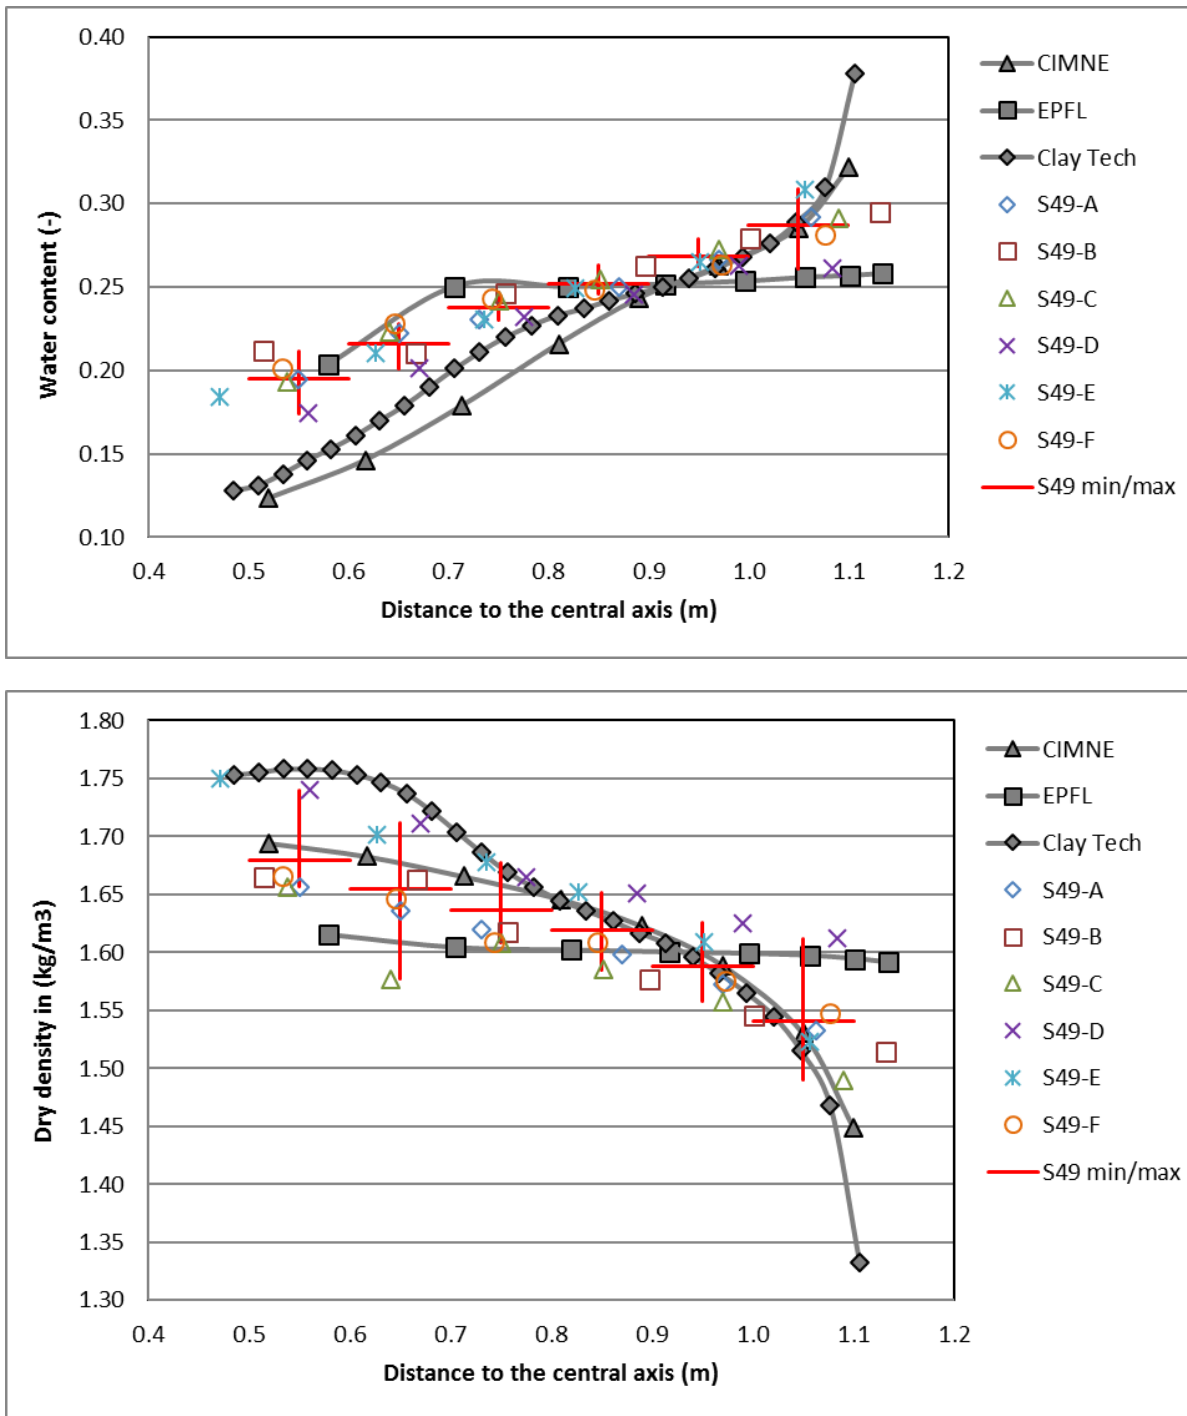 0.40
0.35
0.30
0.25
0.20
0.15
0.10
Water content (-)
0.4 0.5 0.6 0.7 0.8 0.9 1.0 1.1 1.2
Distance to the central axis (m)
CIMNE
EPFL
Clay Tech
S49-A
S49-B
S49-C
S49-D
S49-E
S49-F
S49 min/max
1.80
1.75
1.70
1.65
1.60
1.55
1.50
1.45
1.40
1.35
1.30
Dry density in (kg/m3)
0.4 0.5 0.6 0.7 0.8 0.9 1.0 1.1 1.2
Distance to the central axis (m)
CIMNE
EPFL
Clay Tech
S49-A
S49-B
S49-C
S49-D
S49-E
S49-F
S49 min/max